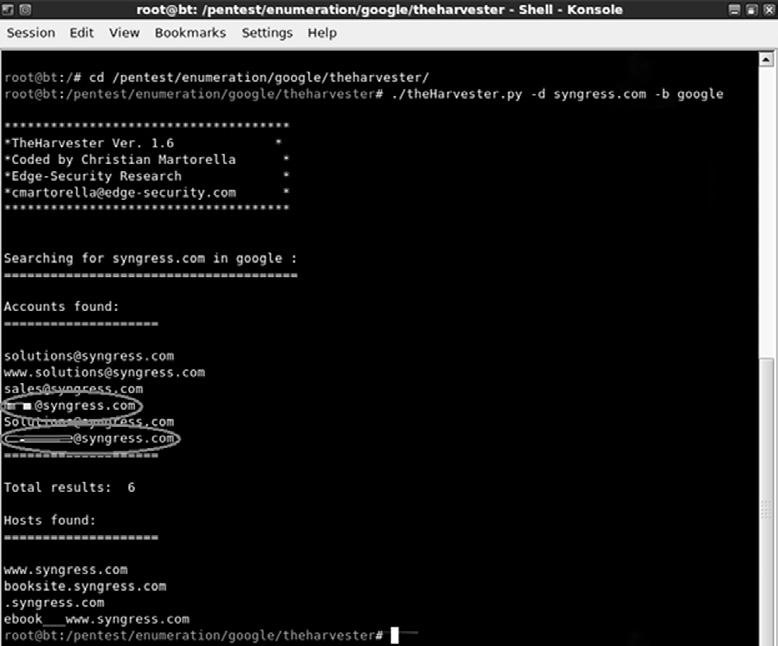 root@bt: /pentest/enumeration/google/theharvester - Shell - Konsole
Session Edit View Bookmarks Settings Help
root@bt:/# cd /pentest/enumeration/google/theharvester/
root@bt:/pentest/enumeration/google/theharvester# ./theHarvester.py -d syngress.com -b google
*************************************
*TheHarvester Ver. 1.6             *
*Coded by Christian Martorella      *
*Edge-Security Research             *
*cmartorella@edge-security.com      *
*************************************
Searching for syngress.com in google :
======================================
Accounts found:
====================
solutions@syngress.com
www.solutions@syngress.com
sales@syngress.com
@syngress.com
Solutions@syngress.com
@syngress.com
====================
Total results:  6
Hosts found:
====================
www.syngress.com
booksite.syngress.com
.syngress.com
ebook___www.syngress.com
root@bt:/pentest/enumeration/google/theharvester#